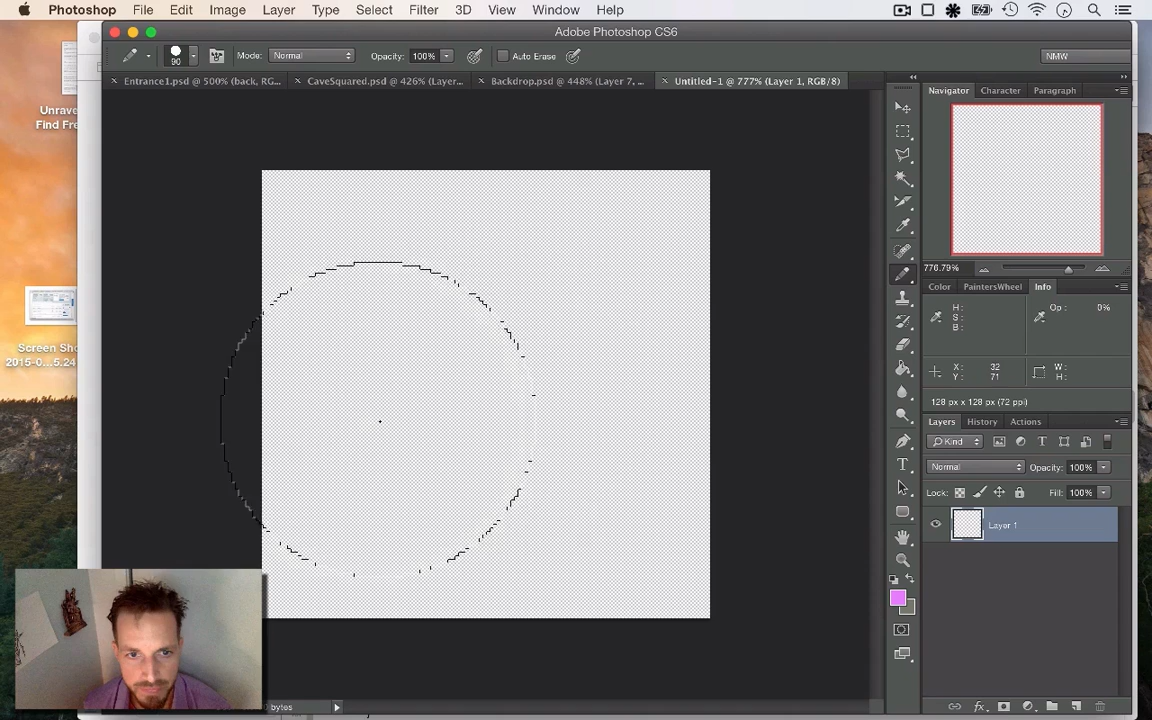 Photoshop File Edit Image Layer Type Select Filter 3D View Window Help
Adobe Photoshop CS6
90 Mode: Normal Opacity: 100% Auto Erase NMW
Entrance1.psd @ 500% (back, RG... CaveSquared.psd @ 426% (Layer... Backdrop.psd @ 448% (Layer 7, ... Untitled-1 @ 777% (Layer 1, RGB/8)
Navigator Character Paragraph
Unrave
Find Fre
776.79%
Color PaintersWheel Info
H: Op: 0%
S:
B:
Screen Sho
2015-0...5.24
X: 32 W:
Y: 71 H:
128 px x 128 px (72 ppi)
Layers History Actions
Kind
Normal Opacity: 100%
Lock: Fill: 100%
Layer 1
bytes
fx